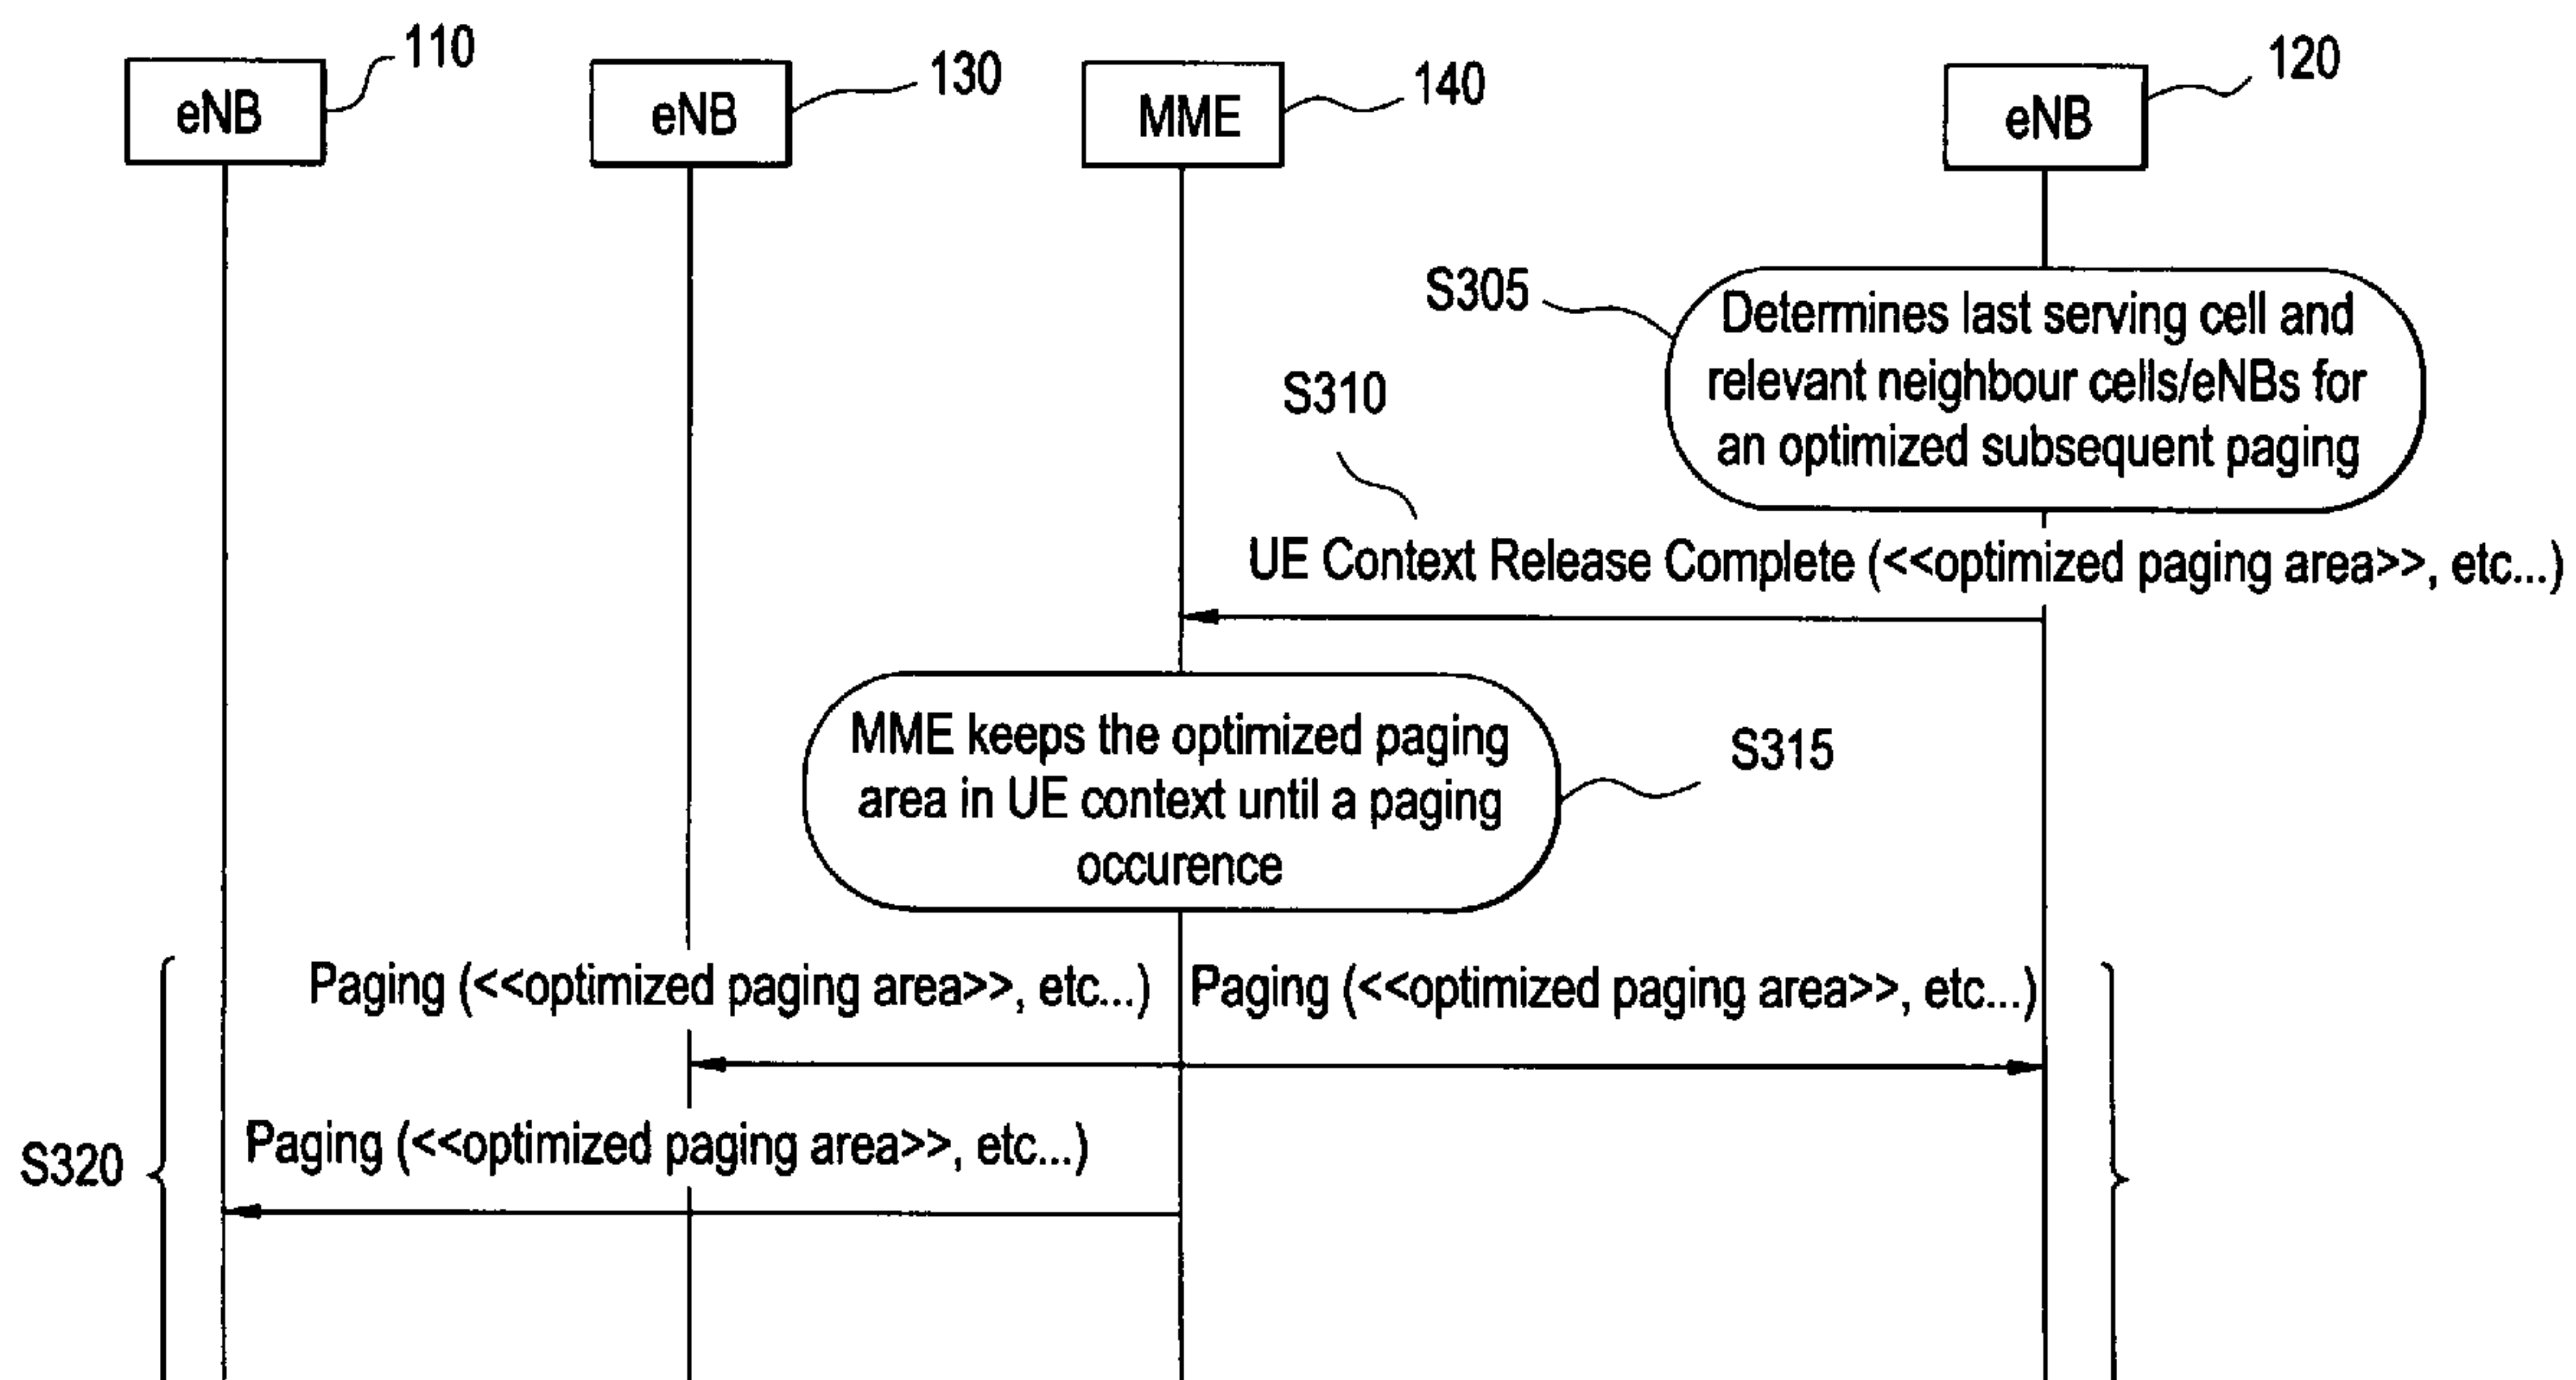 110
130
140
120
eNB
eNB
MME
eNB
S305
Determines last serving cell and
relevant neighbour cells/eNBs for
an optimized subsequent paging
S310
UE Context Release Complete (<<optimized paging area>>, etc...)
MME keeps the optimized paging
area in UE context until a paging
occurence
S315
Paging (<<optimized paging area>>, etc...)
Paging (<<optimized paging area>>, etc...)
S320
Paging (<<optimized paging area>>, etc...)